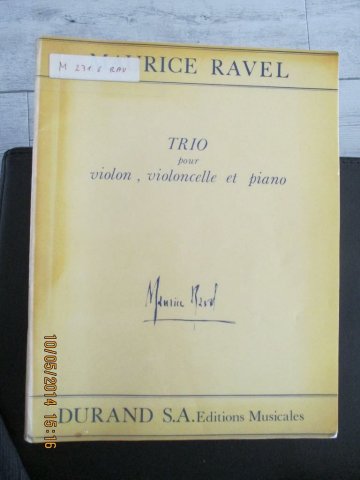 MAURICE RAVEL
M 231.6 RAV
TRIO
pour
violon, violoncelle et piano
Maurice Ravel
DURAND S.A. Editions Musicales
10/05/2014 15:16